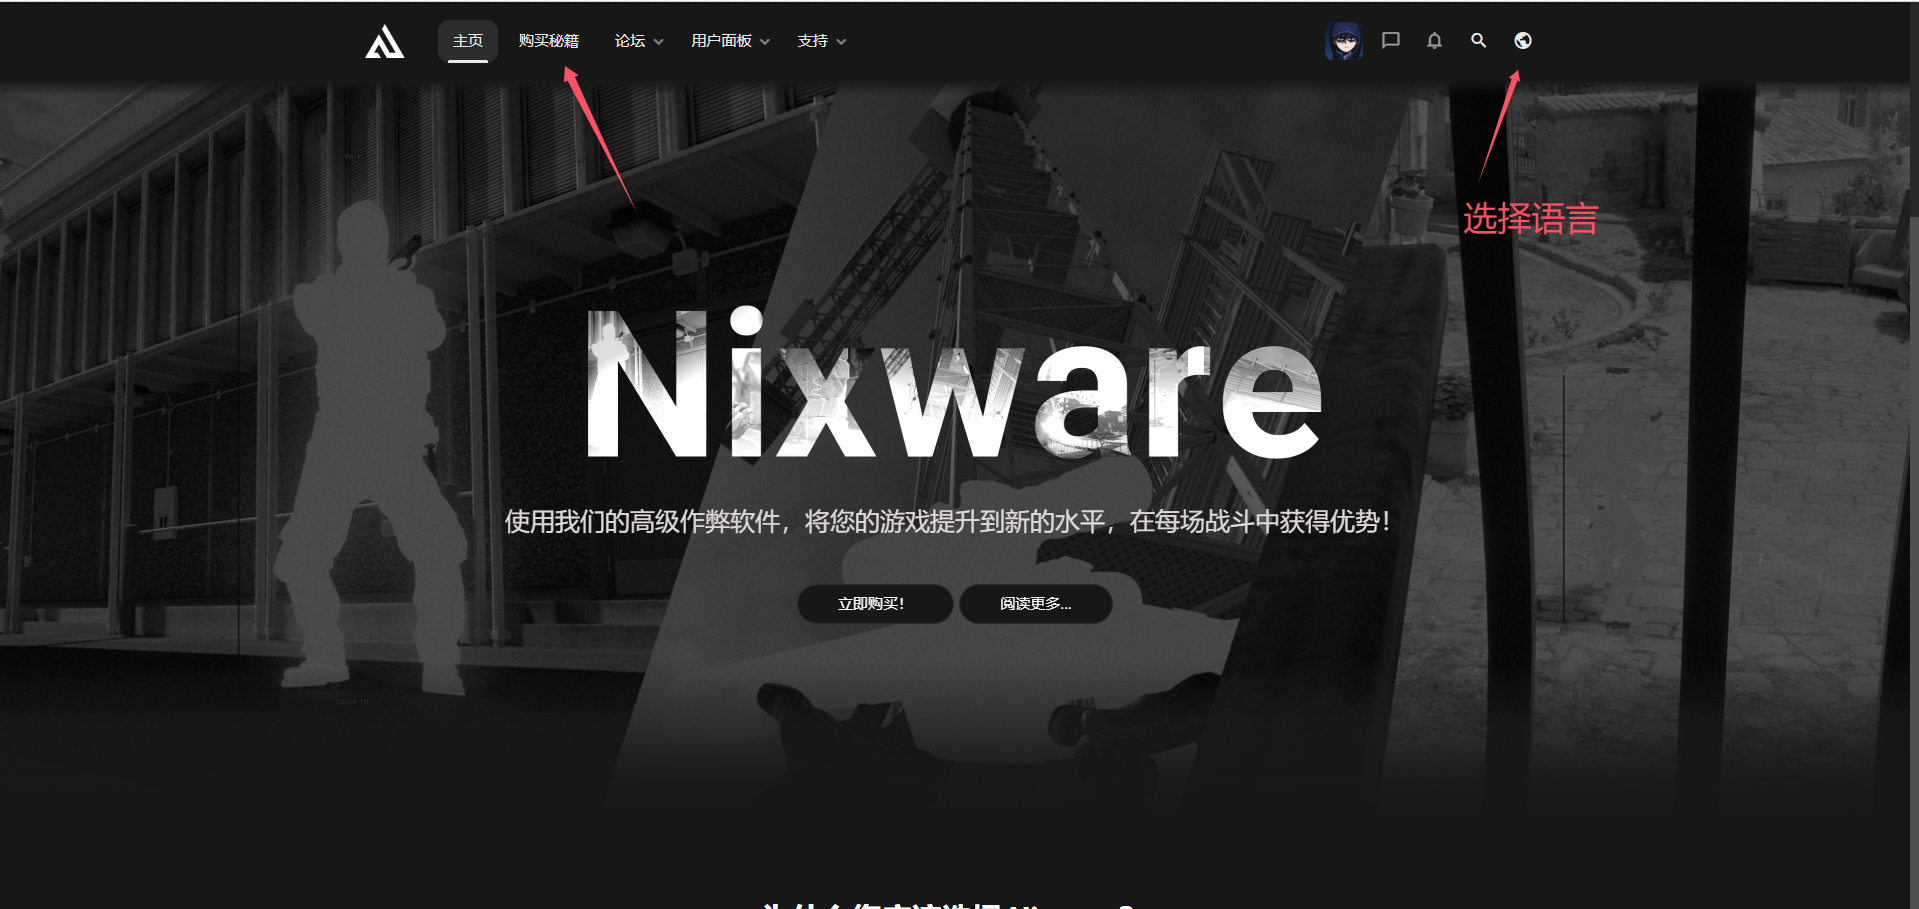 主页 购买秘籍 论坛 用户面板 支持
选择语言
Nixware
使用我们的高级作弊软件，将您的游戏提升到新的水平，在每场战斗中获得优势！
立即购买！ 阅读更多...